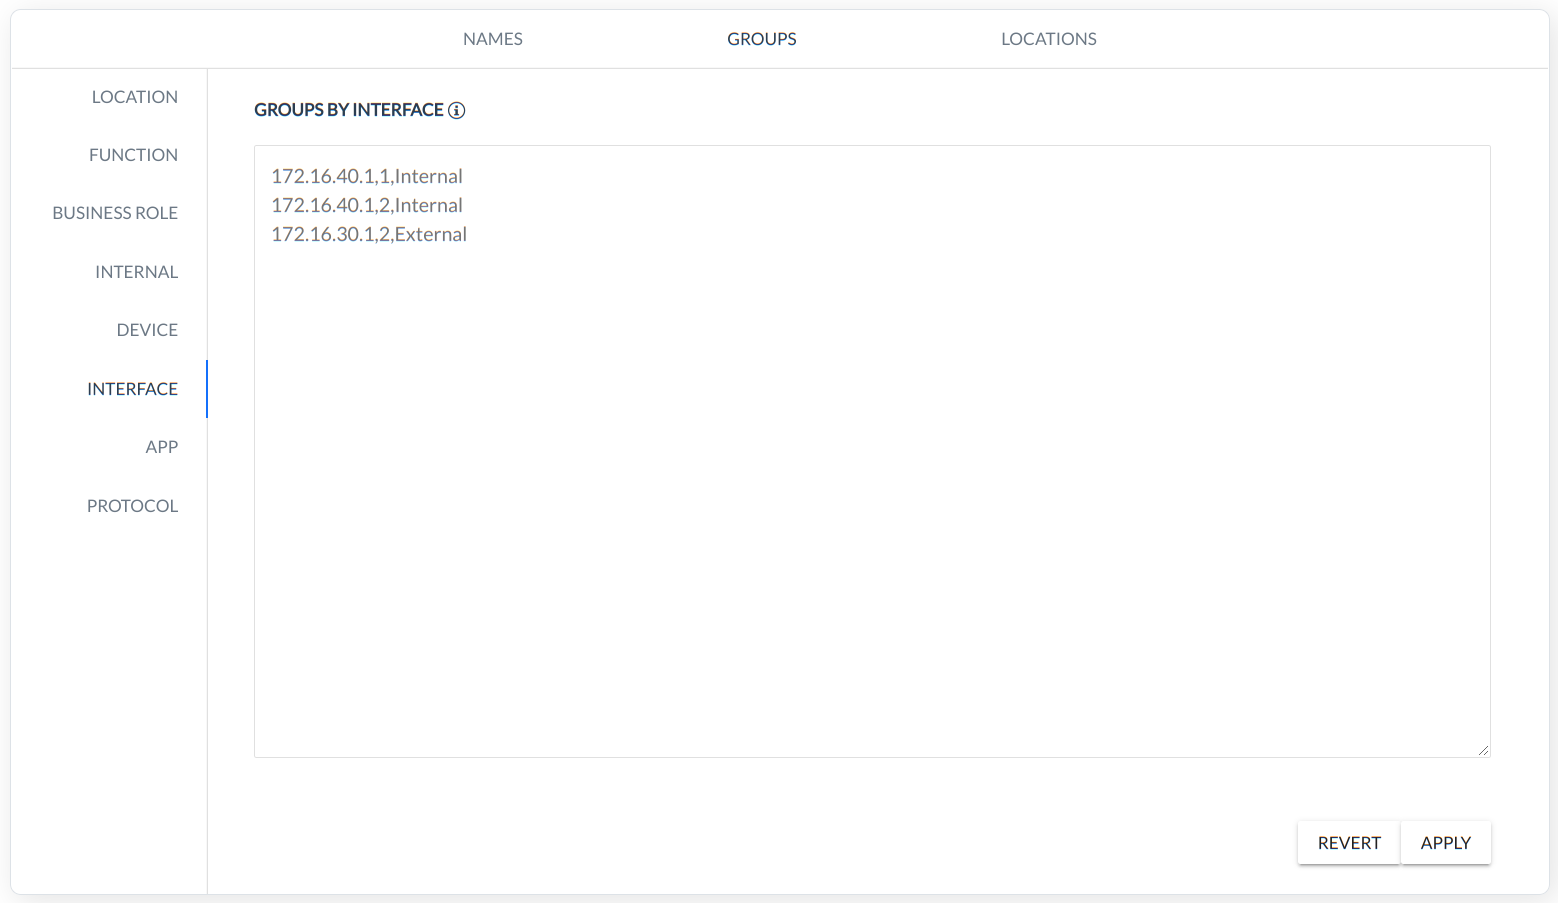 NAMES
GROUPS
LOCATIONS
LOCATION
FUNCTION
BUSINESS ROLE
INTERNAL
DEVICE
INTERFACE
APP
PROTOCOL
GROUPS BY INTERFACE
172.16.40.1,1,Internal
172.16.40.1,2,Internal
172.16.30.1,2,External
REVERT
APPLY